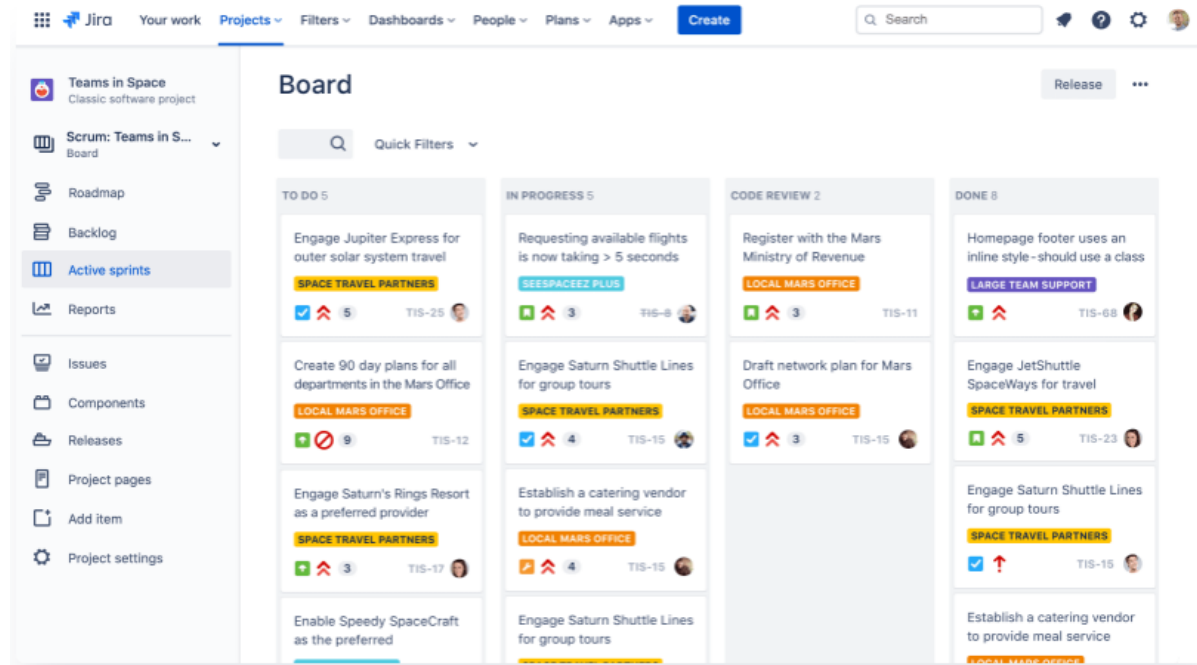 Jira Your work Projects Filters Dashboards People Plans Apps Create Search
Teams in Space
Classic software project
Scrum: Teams in S...
Board
Roadmap
Backlog
Active sprints
Reports
Issues
Components
Releases
Project pages
Add item
Project settings
Board
Release
Quick Filters
TO DO 5
Engage Jupiter Express for
outer solar system travel
SPACE TRAVEL PARTNERS
5 TIS-25
Create 90 day plans for all
departments in the Mars Office
LOCAL MARS OFFICE
9 TIS-12
Engage Saturn's Rings Resort
as a preferred provider
SPACE TRAVEL PARTNERS
3 TIS-17
Enable Speedy SpaceCraft
as the preferred
IN PROGRESS 5
Requesting available flights
is now taking > 5 seconds
SEESPACEEZ PLUS
3 TIS-8
Engage Saturn Shuttle Lines
for group tours
SPACE TRAVEL PARTNERS
4 TIS-15
Establish a catering vendor
to provide meal service
LOCAL MARS OFFICE
4 TIS-15
Engage Saturn Shuttle Lines
for group tours
SPACE TRAVEL PARTNERS
CODE REVIEW 2
Register with the Mars
Ministry of Revenue
LOCAL MARS OFFICE
3 TIS-11
Draft network plan for Mars
Office
LOCAL MARS OFFICE
3 TIS-15
DONE 8
Homepage footer uses an
inline style-should use a class
LARGE TEAM SUPPORT
TIS-68
Engage JetShuttle
SpaceWays for travel
SPACE TRAVEL PARTNERS
5 TIS-23
Engage Saturn Shuttle Lines
for group tours
SPACE TRAVEL PARTNERS
TIS-15
Establish a catering vendor
to provide meal service
LOCAL MARS OFFICE